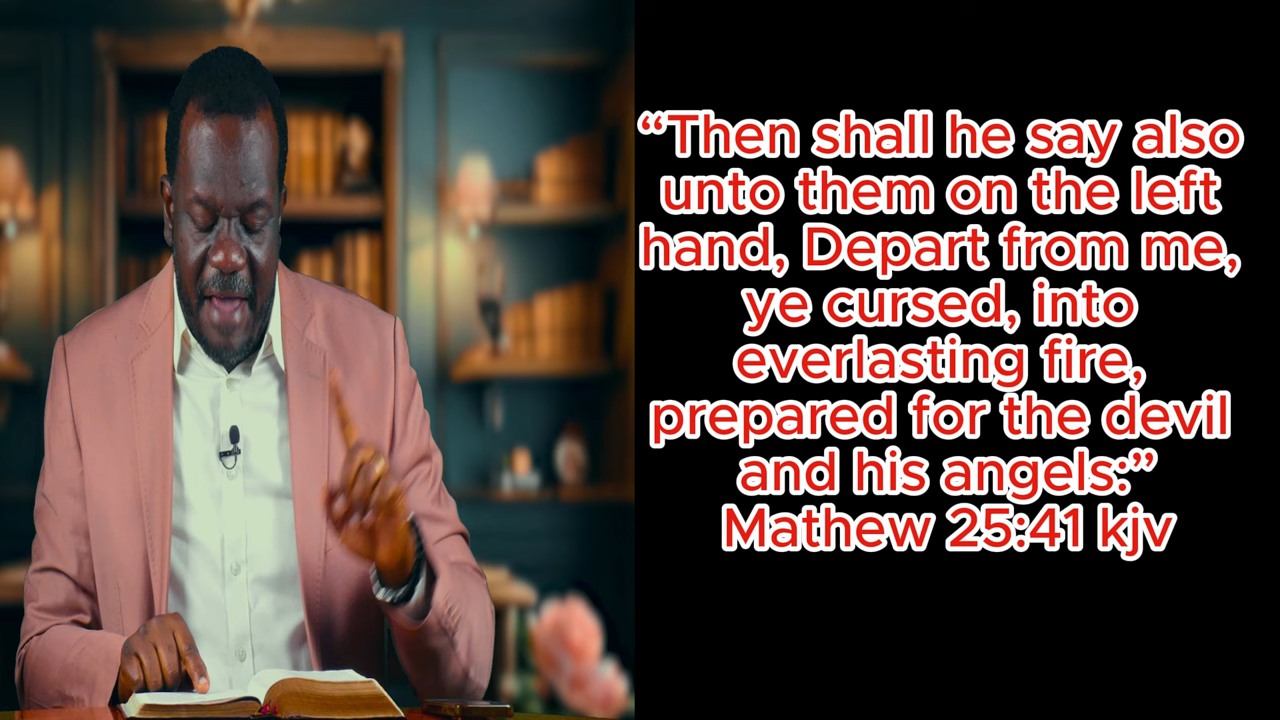 “Then shall he say also
unto them on the left
hand, Depart from me,
ye cursed, into
everlasting fire,
prepared for the devil
and his angels:”
Mathew 25:41 kjv